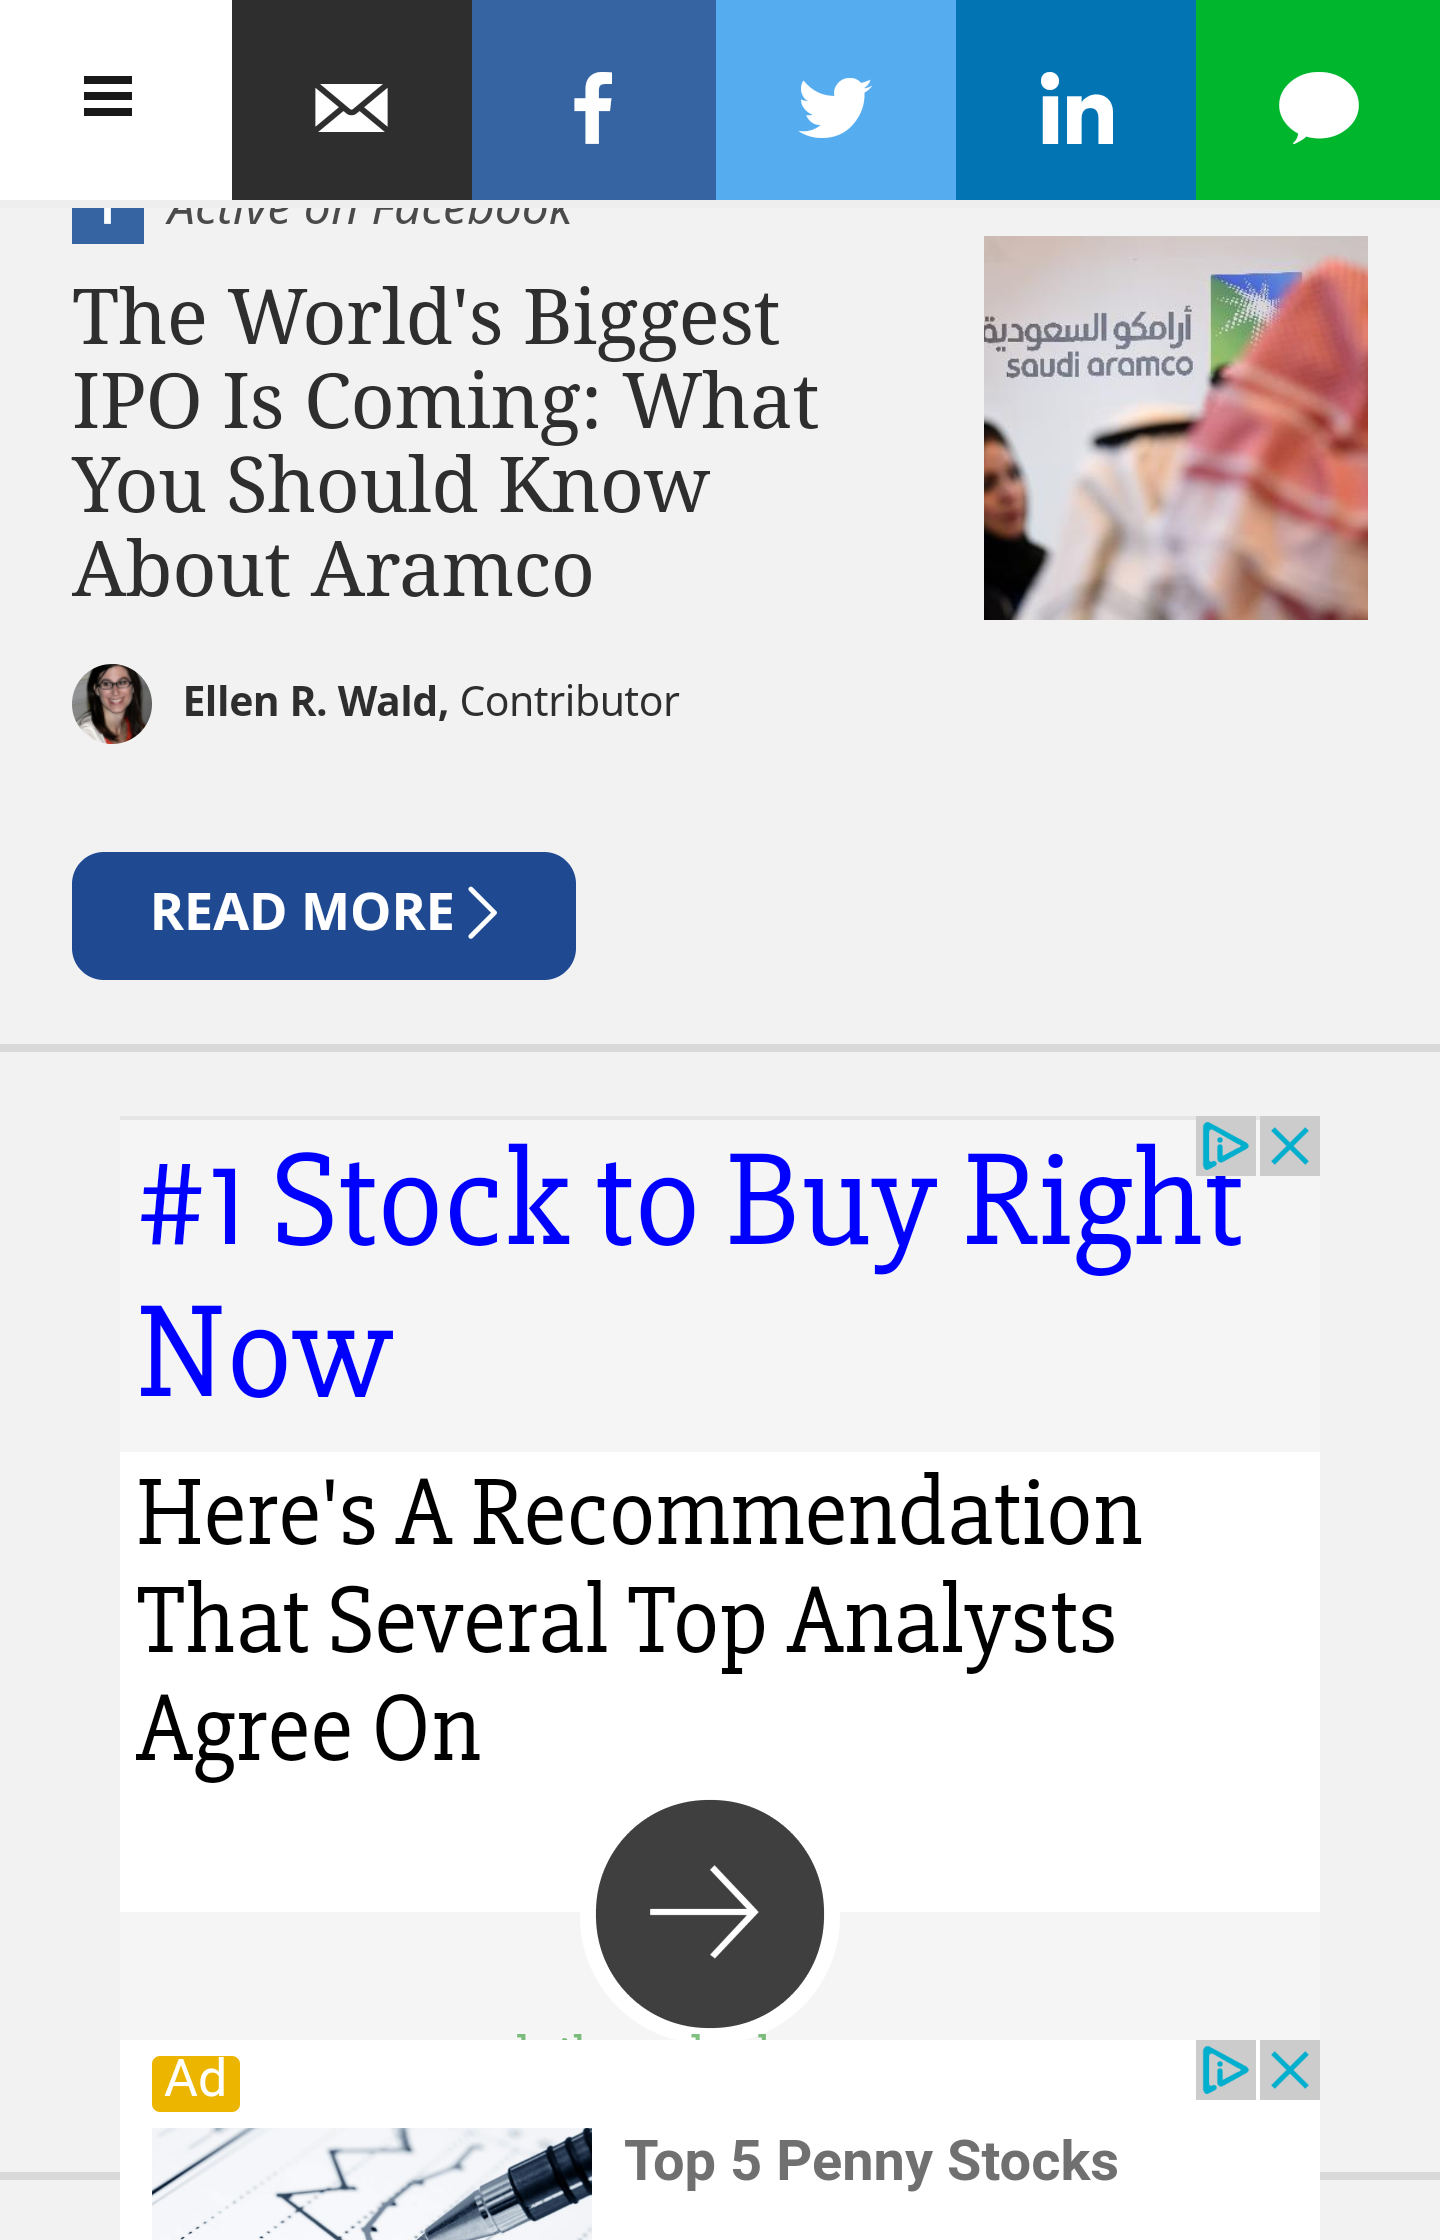 Active on Facebook
أرامكو السعودية
saudi aramco
The World's Biggest
IPO Is Coming: What
You Should Know
About Aramco
Ellen R. Wald, Contributor
READ MORE
#1 Stock to Buy Right
Now
Here's A Recommendation
That Several Top Analysts
Agree On
Ad
Top 5 Penny Stocks